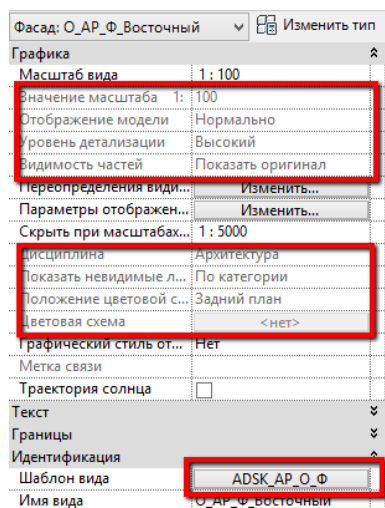 Фасад: О_АР_Ф_Восточный Изменить тип
Графика
Масштаб вида 1 : 100
Значение масштаба 1: 100
Отображение модели Нормально
Уровень детализации Высокий
Видимость частей Показать оригинал
Переопределения види... Изменить...
Параметры отображен... Изменить...
Скрыть при масштабах... 1 : 5000
Дисциплина Архитектура
Показать невидимые л... По категории
Положение цветовой с... Задний план
Цветовая схема <нет>
Графический стиль от... Нет
Метка связи
Траектория солнца
Текст
Границы
Идентификация
Шаблон вида ADSK_АР_О_Ф
Имя вида О_АР_Ф_Восточный